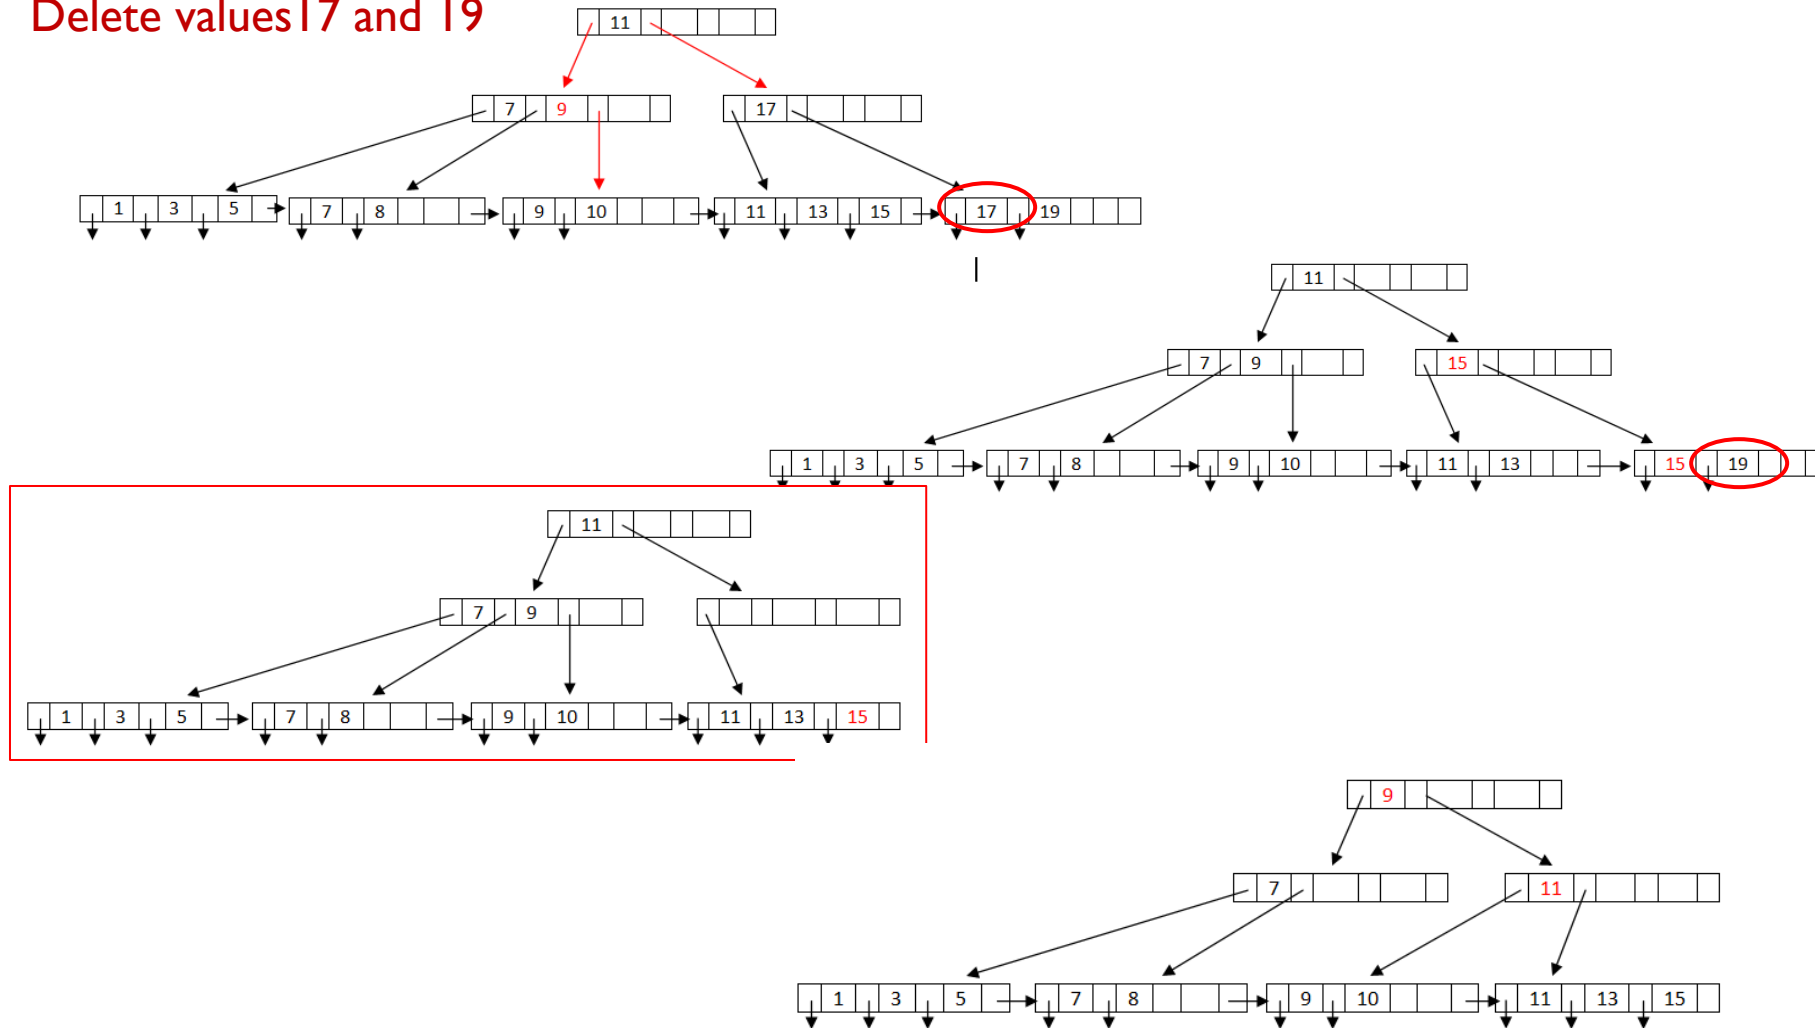 Delete values17 and 19
11
7 9 17
1 3 5 7 8 9 10 11 13 15 17 19
11
7 9 15
1 3 5 7 8 9 10 11 13 15 19
11
7 9
1 3 5 7 8 9 10 11 13 15
9
7 11
1 3 5 7 8 9 10 11 13 15